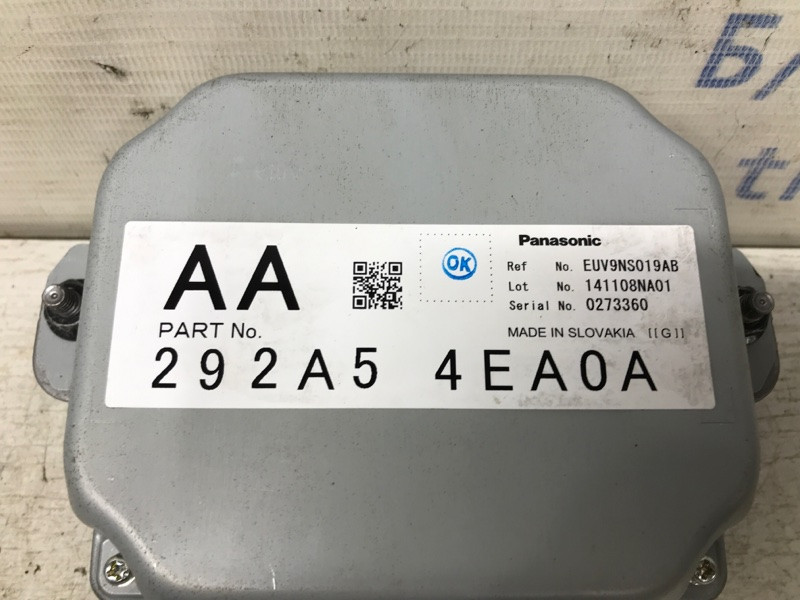 Б/
AA
OK
Panasonic
Ref No. EUV9NS019AB
Lot No. 141108NA01
Serial No. 0273360
PART No.
MADE IN SLOVAKIA [[G]]
292A5 4EA0A